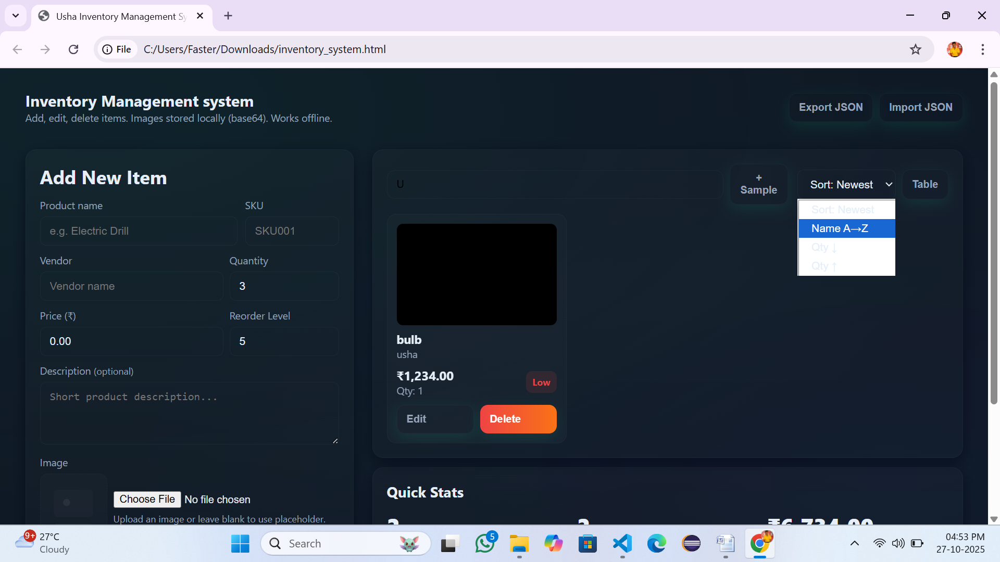 Usha Inventory Management Sy
File
C:/Users/Faster/Downloads/inventory_system.html
Inventory Management system
Add, edit, delete items. Images stored locally (base64). Works offline.
Export JSON
Import JSON
Add New Item
Product name
SKU
e.g. Electric Drill
SKU001
Vendor
Quantity
Vendor name
3
Price (₹)
Reorder Level
0.00
5
Description (optional)
Short product description...
Image
Choose File No file chosen
Upload an image or leave blank to use placeholder.
U
+
Sample
Sort: Newest
Table
Sort: Newest
Name A→Z
Qty ↓
Qty ↑
bulb
usha
₹1,234.00
Qty: 1
Low
Edit
Delete
Quick Stats
₹6,734.00
9+
27°C
Cloudy
Search
5
04:53 PM
27-10-2025